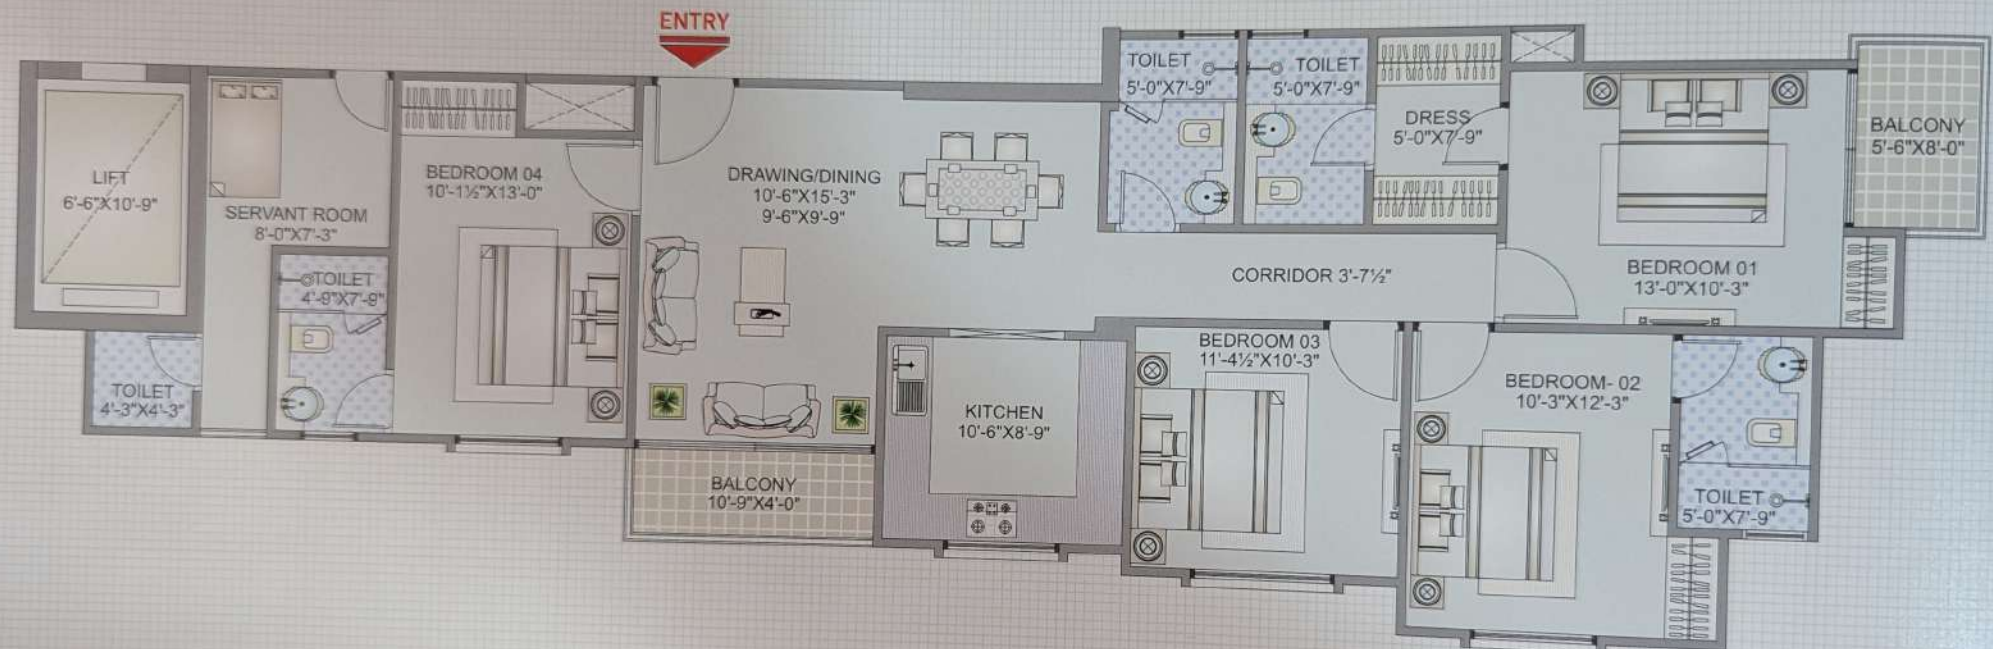 ENTRY
LIFT
6'-6"X10'-9"
SERVANT ROOM
8'-0"X7'-3"
TOILET
4'-9"X7'-9"
TOILET
4'-3"X4'-3"
BEDROOM 04
10'-1½"X13'-0"
DRAWING/DINING
10'-6"X15'-3"
9'-6"X9'-9"
BALCONY
10'-9"X4'-0"
KITCHEN
10'-6"X8'-9"
TOILET
5'-0"X7'-9"
TOILET
5'-0"X7'-9"
DRESS
5'-0"X7'-9"
CORRIDOR 3'-7½"
BEDROOM 01
13'-0"X10'-3"
BALCONY
5'-6"X8'-0"
BEDROOM 03
11'-4½"X10'-3"
BEDROOM- 02
10'-3"X12'-3"
TOILET
5'-0"X7'-9"